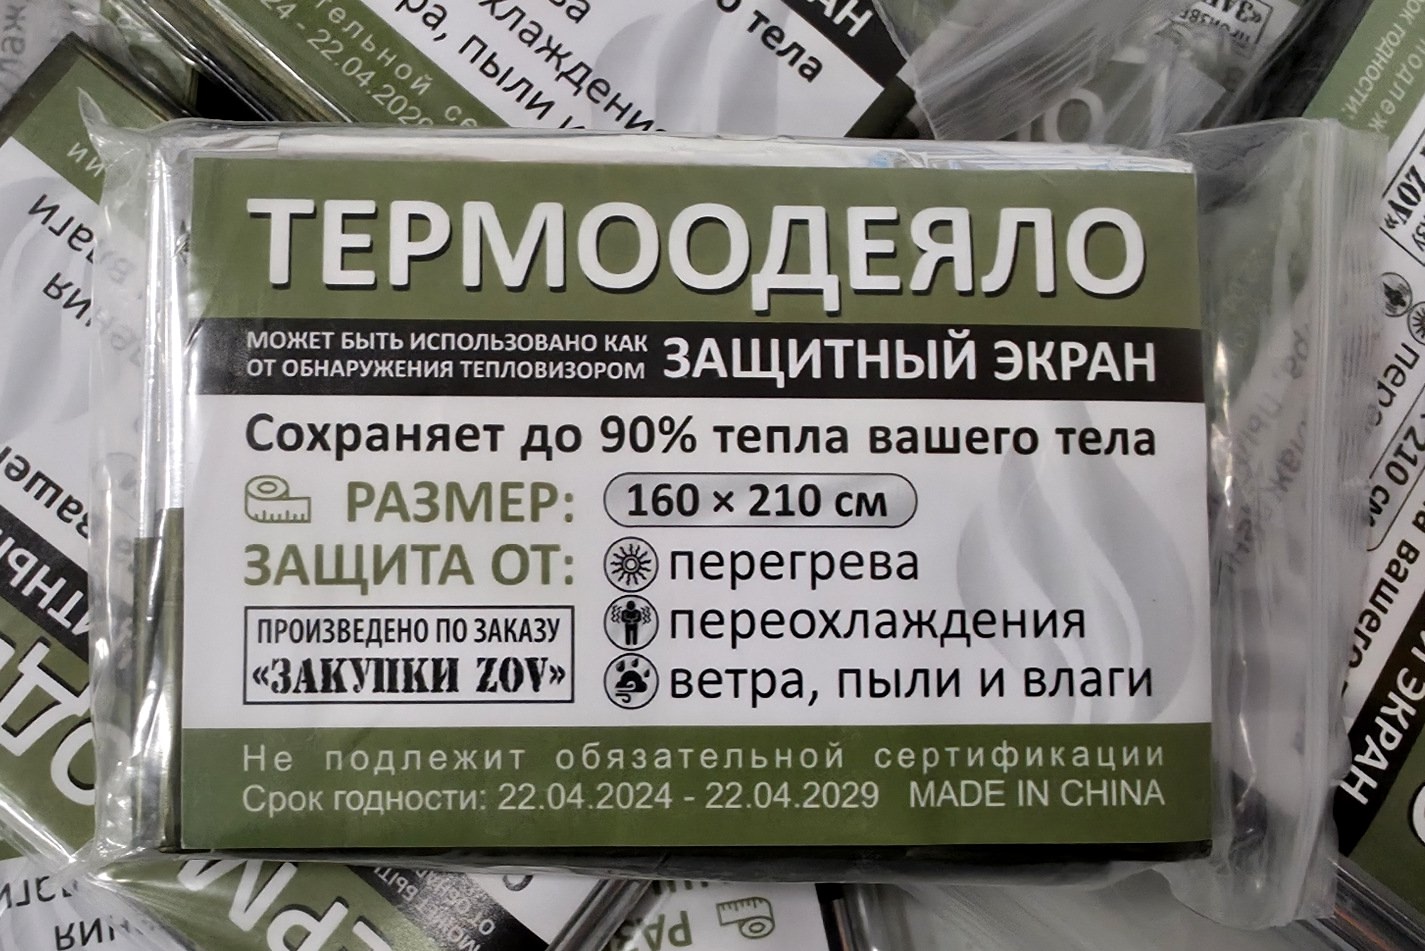 ТЕРМООДЕЯЛО
МОЖЕТ БЫТЬ ИСПОЛЬЗОВАНО КАК
ОТ ОБНАРУЖЕНИЯ ТЕПЛОВИЗОРОМ
ЗАЩИТНЫЙ ЭКРАН
Сохраняет до 90% тепла вашего тела
РАЗМЕР: 160 × 210 см
ЗАЩИТА ОТ: перегрева
переохлаждения
ветра, пыли и влаги
ПРОИЗВЕДЕНО ПО ЗАКАЗУ
«ЗАКУПКИ ZOV»
Не подлежит обязательной сертификации
Срок годности: 22.04.2024 - 22.04.2029 MADE IN CHINA